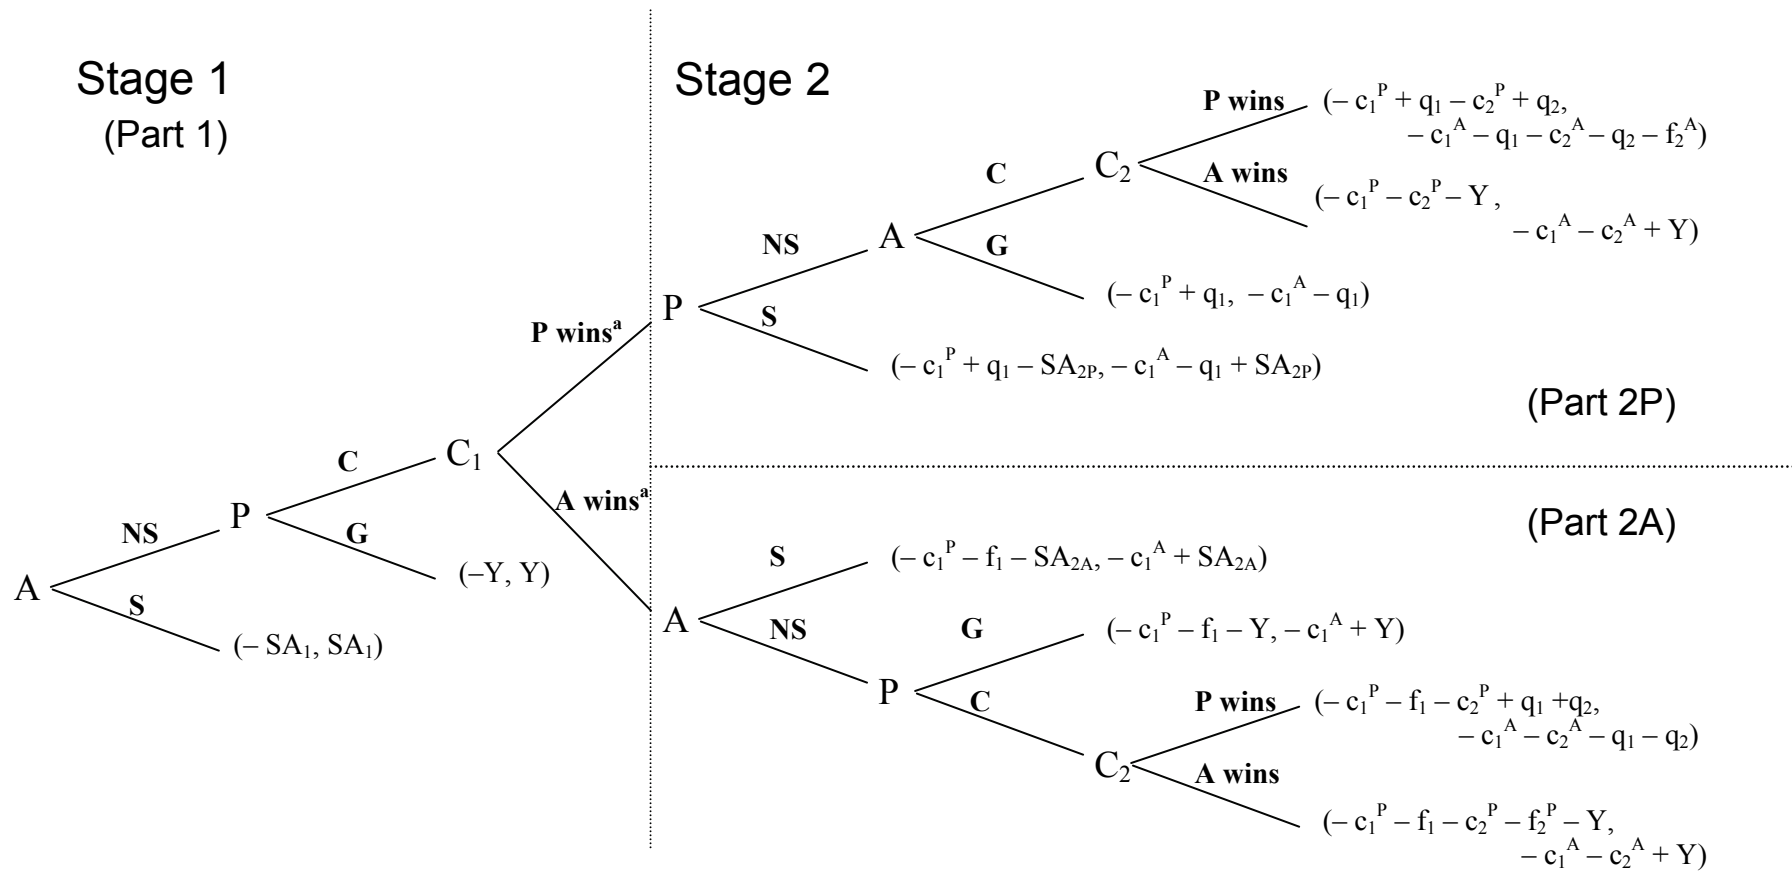 Stage 1
(Part 1)
Stage 2
P wins
(– c₁ᴾ + q₁ – c₂ᴾ + q₂,
– c₁ᴬ – q₁ – c₂ᴬ – q₂ – f₂ᴬ)
C
C₂
A wins
(– c₁ᴾ – c₂ᴾ – Y ,
– c₁ᴬ – c₂ᴬ + Y)
NS
A
G
(– c₁ᴾ + q₁, – c₁ᴬ – q₁)
P
S
P winsᵃ
(– c₁ᴾ + q₁ – SA₂P, – c₁ᴬ – q₁ + SA₂P)
(Part 2P)
C
C₁
A winsᵃ
(Part 2A)
NS
P
G
(–Y, Y)
S
(– c₁ᴾ – f₁ – SA₂A, – c₁ᴬ + SA₂A)
A
S
(– SA₁, SA₁)
A
NS
G
(– c₁ᴾ – f₁ – Y, – c₁ᴬ + Y)
P
C
P wins
(– c₁ᴾ – f₁ – c₂ᴾ + q₁ +q₂,
– c₁ᴬ – c₂ᴬ – q₁ – q₂)
C₂
A wins
(– c₁ᴾ – f₁ – c₂ᴾ – f₂ᴾ – Y,
– c₁ᴬ – c₂ᴬ + Y)